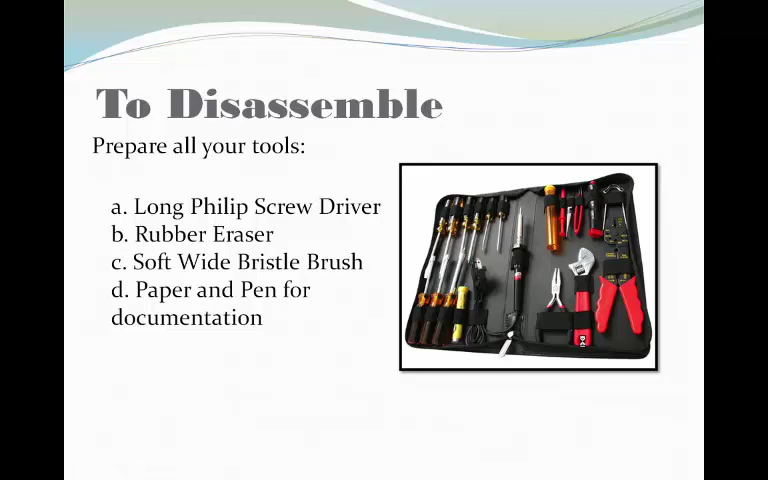 To Disassemble
Prepare all your tools:
a. Long Philip Screw Driver
b. Rubber Eraser
c. Soft Wide Bristle Brush
d. Paper and Pen for
documentation